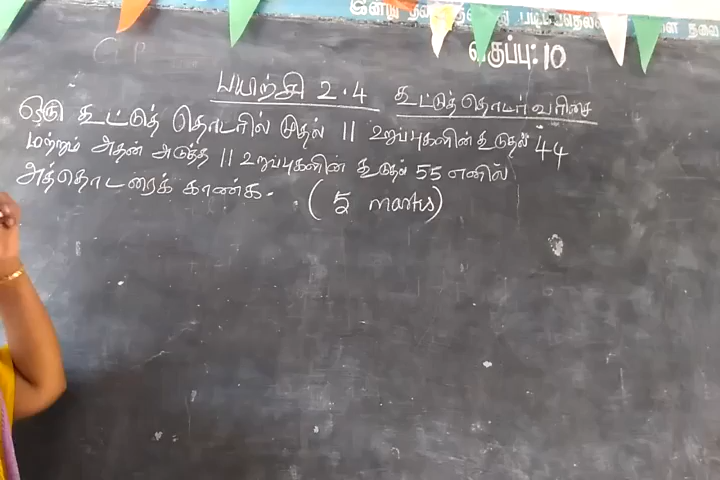 வகுப்பு: 10
G P
பயிற்சி 2.4 கூட்டுத் தொடர் வரிசை
ஒரு கூட்டுத் தொடரில் முதல் 11 உறுப்புகளின் கூடுதல் 44
மற்றும் அதன் அடுத்த 11 உறுப்புகளின் கூடுதல் 55 எனில்
அத்தொடரைக் காண்க. (5 marks)